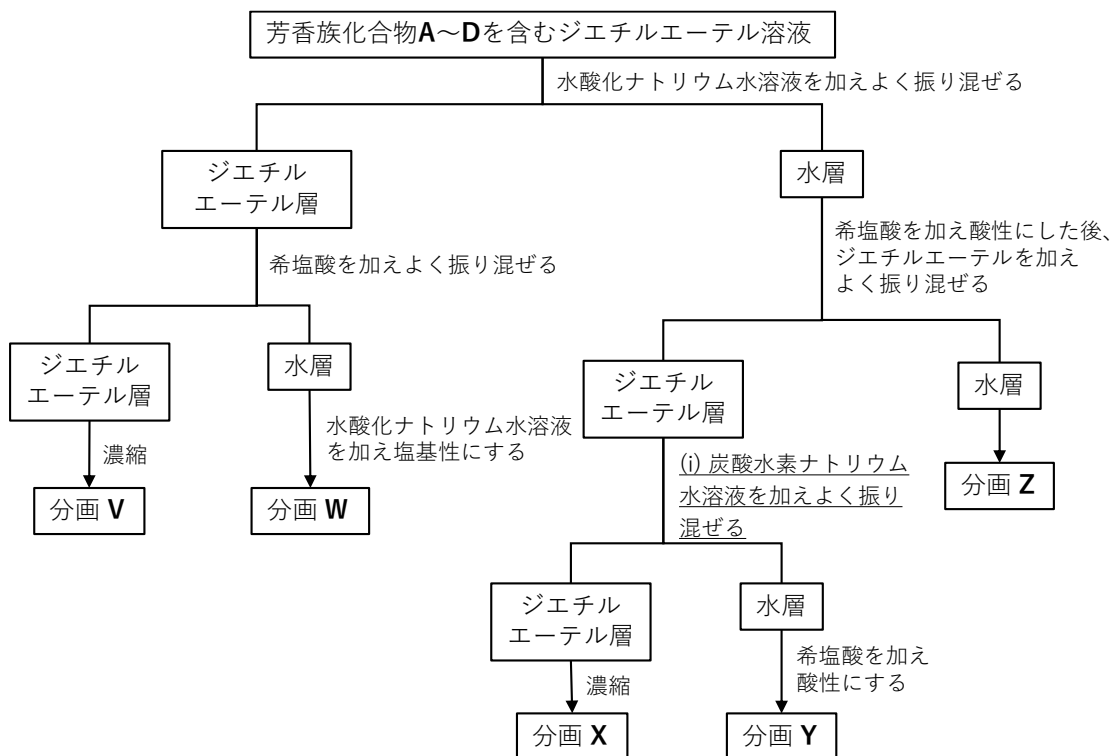 芳香族化合物A〜Dを含むジエチルエーテル溶液
水酸化ナトリウム水溶液を加えよく振り混ぜる
ジエチル
エーテル層
水層
希塩酸を加えよく振り混ぜる
希塩酸を加え酸性にした後、
ジエチルエーテルを加え
よく振り混ぜる
ジエチル
エーテル層
水層
ジエチル
エーテル層
水層
濃縮
水酸化ナトリウム水溶液
を加え塩基性にする
分画 V
分画 W
(i) 炭酸水素ナトリウム
水溶液を加えよく振り
混ぜる
分画 Z
ジエチル
エーテル層
水層
濃縮
希塩酸を加え
酸性にする
分画 X
分画 Y